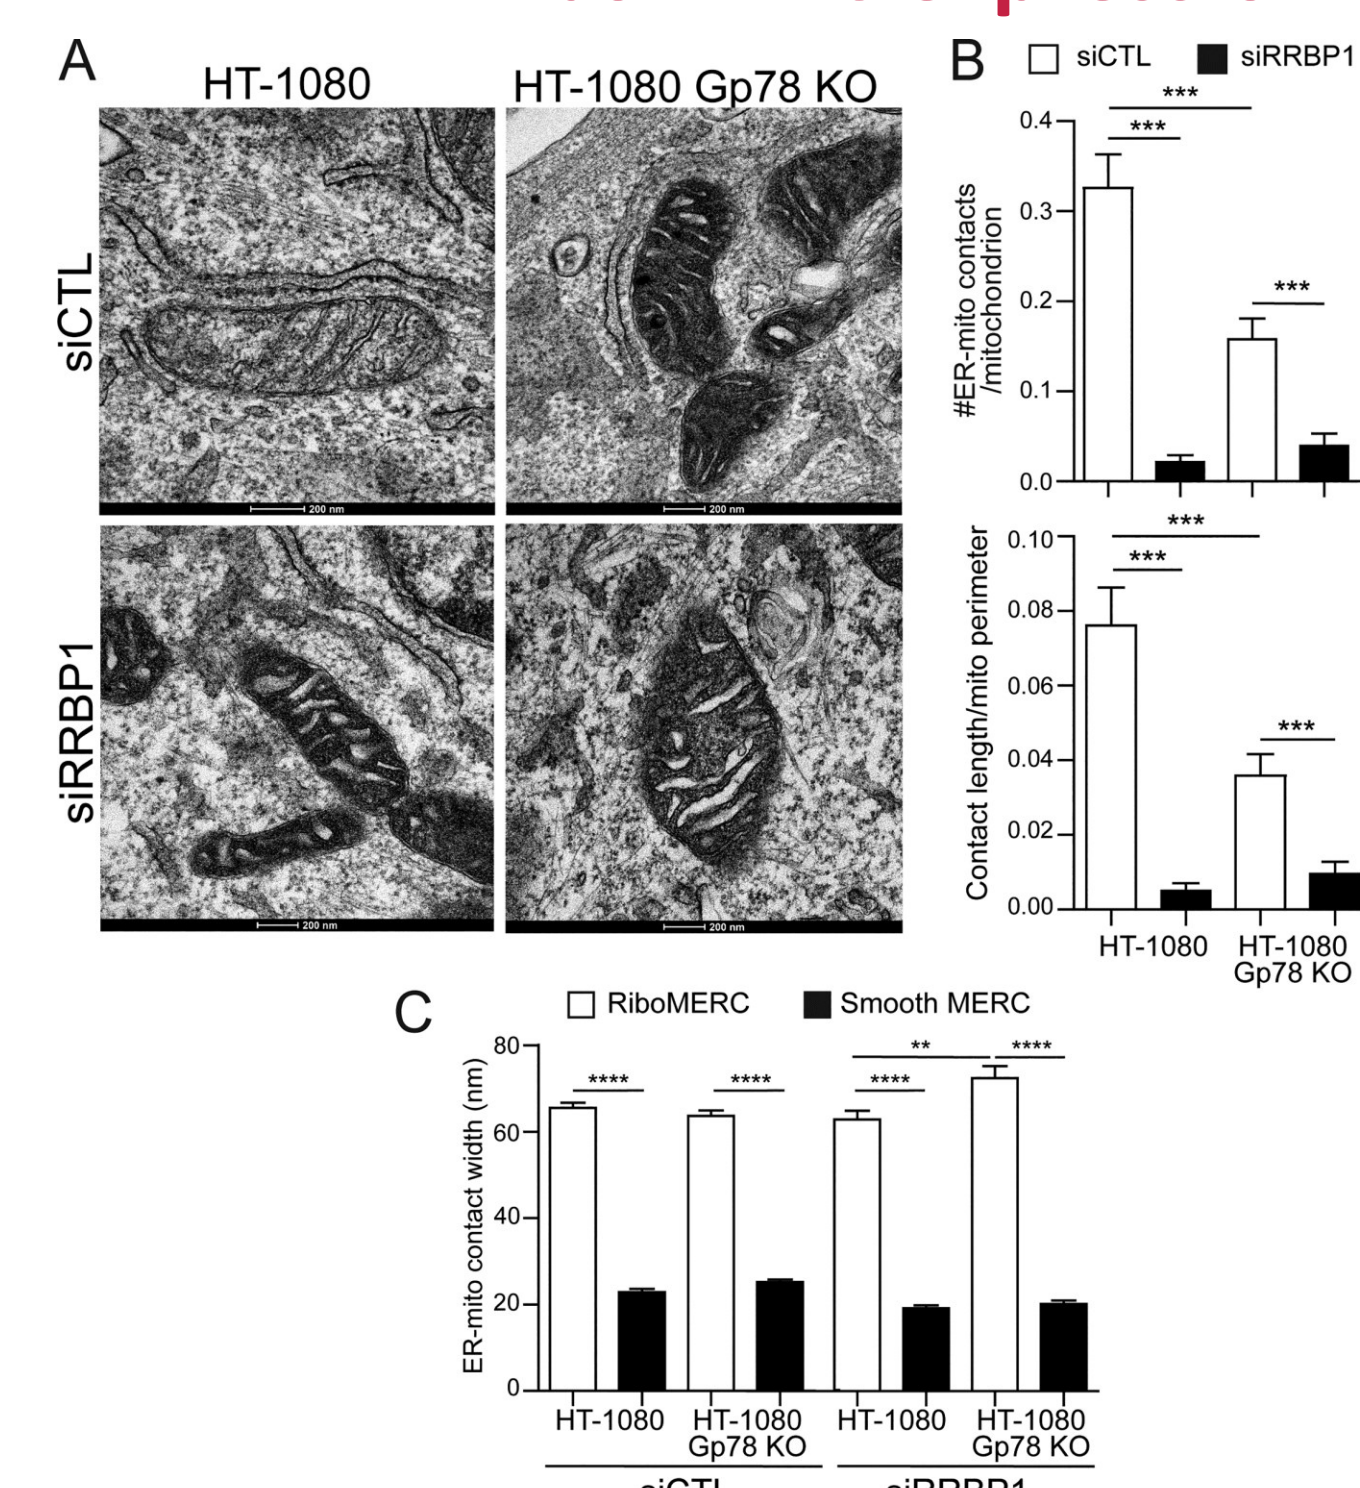 A
HT-1080
HT-1080 Gp78 KO
siCTL
200 nm
200 nm
siRRBP1
200 nm
200 nm
B
siCTL
siRRBP1
#ER-mito contacts
/mitochondrion
0.4
0.3
0.2
0.1
0.0
***
***
***
Contact length/mito perimeter
0.10
0.08
0.06
0.04
0.02
0.00
***
***
***
HT-1080
HT-1080
Gp78 KO
C
RiboMERC
Smooth MERC
ER-mito contact width (nm)
80
60
40
20
0
****
****
****
**
****
HT-1080
HT-1080
Gp78 KO
HT-1080
HT-1080
Gp78 KO
siCTL
siRRBP1